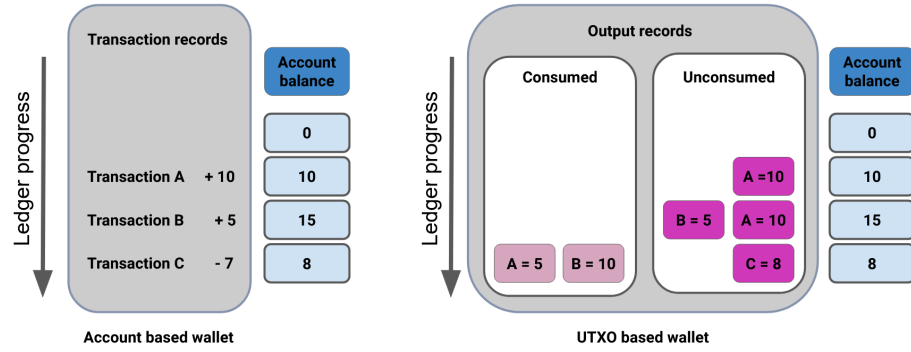 Transaction records
Account
balance
Ledger progress
0
Transaction A + 10
10
Transaction B + 5
15
Transaction C - 7
8
Account based wallet
Output records
Account
balance
Consumed
Unconsumed
Ledger progress
0
A =10
10
B = 5
A = 10
15
A = 5
B = 10
C = 8
8
UTXO based wallet